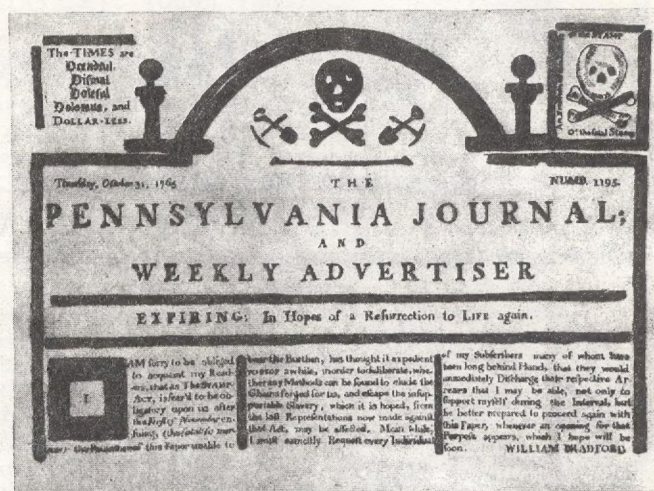 The TIMES are
Dreadful,
Dismal
Doleful
Dolorous, and
DOLLAR-LESS.
of the STAMP
O! the fatal Stamp
Thursday, October 31, 1765
THE
NUMB. 1195.
PENNSYLVANIA JOURNAL;
AND
WEEKLY ADVERTISER
EXPIRING: In Hopes of a Resurrection to LIFE again.
I AM sorry to be obliged
to acquaint my Read-
ers, that as The STAMP-
ACT, is fear'd to be ob-
ligatory upon us after
the First of November en-
suing, (the fatal
the Publisher of this Paper unable to
bear the Burthen, has thought it expedient
to stop awhile, in order to deliberate, whe-
ther any Methods can be found to elude the
Chains forged for us, and escape the insup-
portable Slavery, which it is hoped, from
the last Representations now made against
that Act, may be effected. Mean while,
I must earnestly Request every Individual
of my Subscribers many of whom have
been long behind Hand, that they would
immediately Discharge their respective Ar-
rears that I may be able, not only to
support myself during the Interval, but
be better prepared to proceed again with
this Paper, whenever an opening for that
Purpose appears, which I hope will be
soon. WILLIAM BRADFORD.